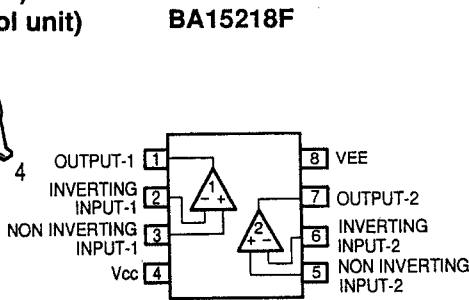 ol unit)
BA15218F
4
OUTPUT-1 1
INVERTING
INPUT-1 2
NON INVERTING
INPUT-1 3
Vcc 4
1
- +
2
+ -
8 VEE
7 OUTPUT-2
6 INVERTING
INPUT-2
5 NON INVERTING
INPUT-2